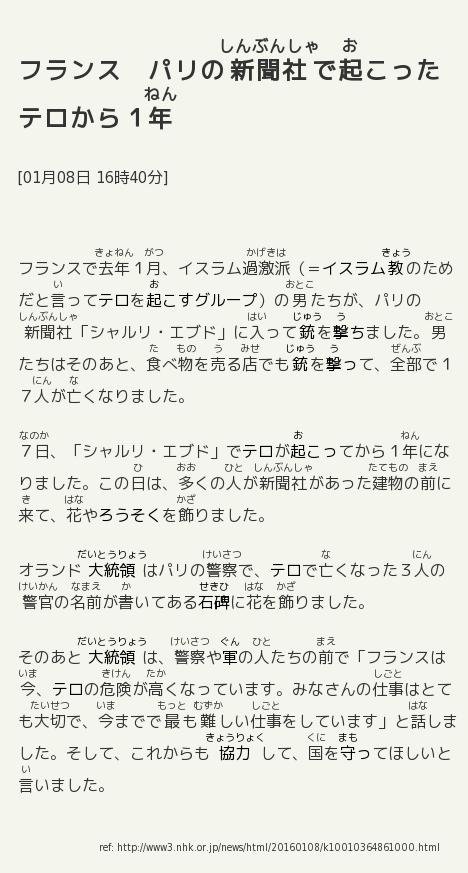 フランス　パリの新聞社で起こった
テロから１年
[01月08日 16時40分]
フランスで去年１月、イスラム過激派（＝イスラム教のため
だと言ってテロを起こすグループ）の男たちが、パリの
新聞社「シャルリ・エブド」に入って銃を撃ちました。男
たちはそのあと、食べ物を売る店でも銃を撃って、全部で１
７人が亡くなりました。
７日、「シャルリ・エブド」でテロが起こってから１年にな
りました。この日は、多くの人が新聞社があった建物の前に
来て、花やろうそくを飾りました。
オランド大統領はパリの警察で、テロで亡くなった３人の
警官の名前が書いてある石碑に花を飾りました。
そのあと大統領は、警察や軍の人たちの前で「フランスは
今、テロの危険が高くなっています。みなさんの仕事はとて
も大切で、今までで最も難しい仕事をしています」と話しま
した。そして、これからも協力して、国を守ってほしいと
言いました。
ref: http://www3.nhk.or.jp/news/html/20160108/k10010364861000.html